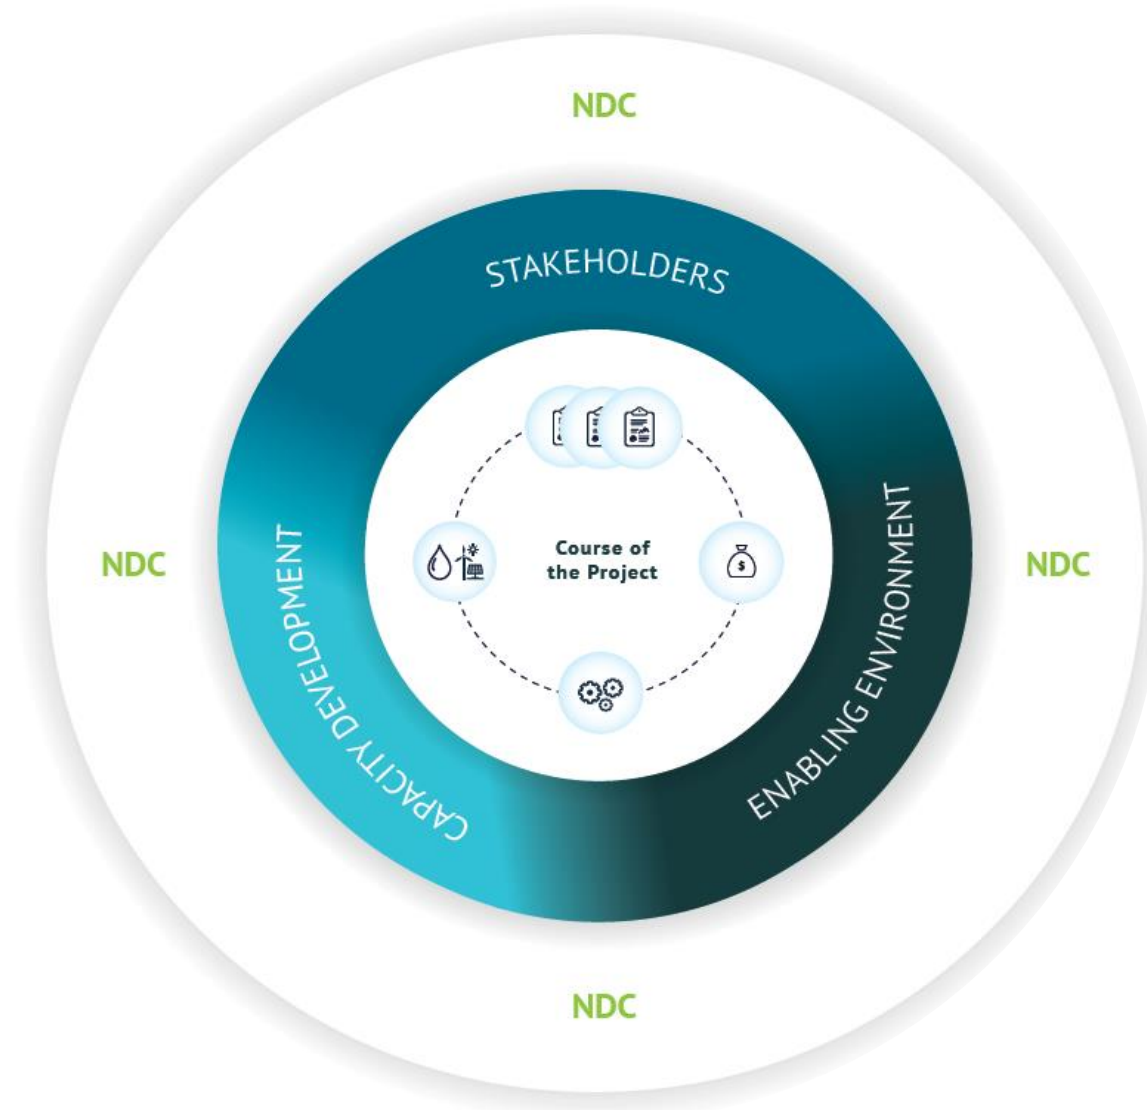 NDC
STAKEHOLDERS
NDC
CAPACITY DEVELOPMENT
Course of
the Project
$
ENABLING ENVIRONMENT
NDC
NDC